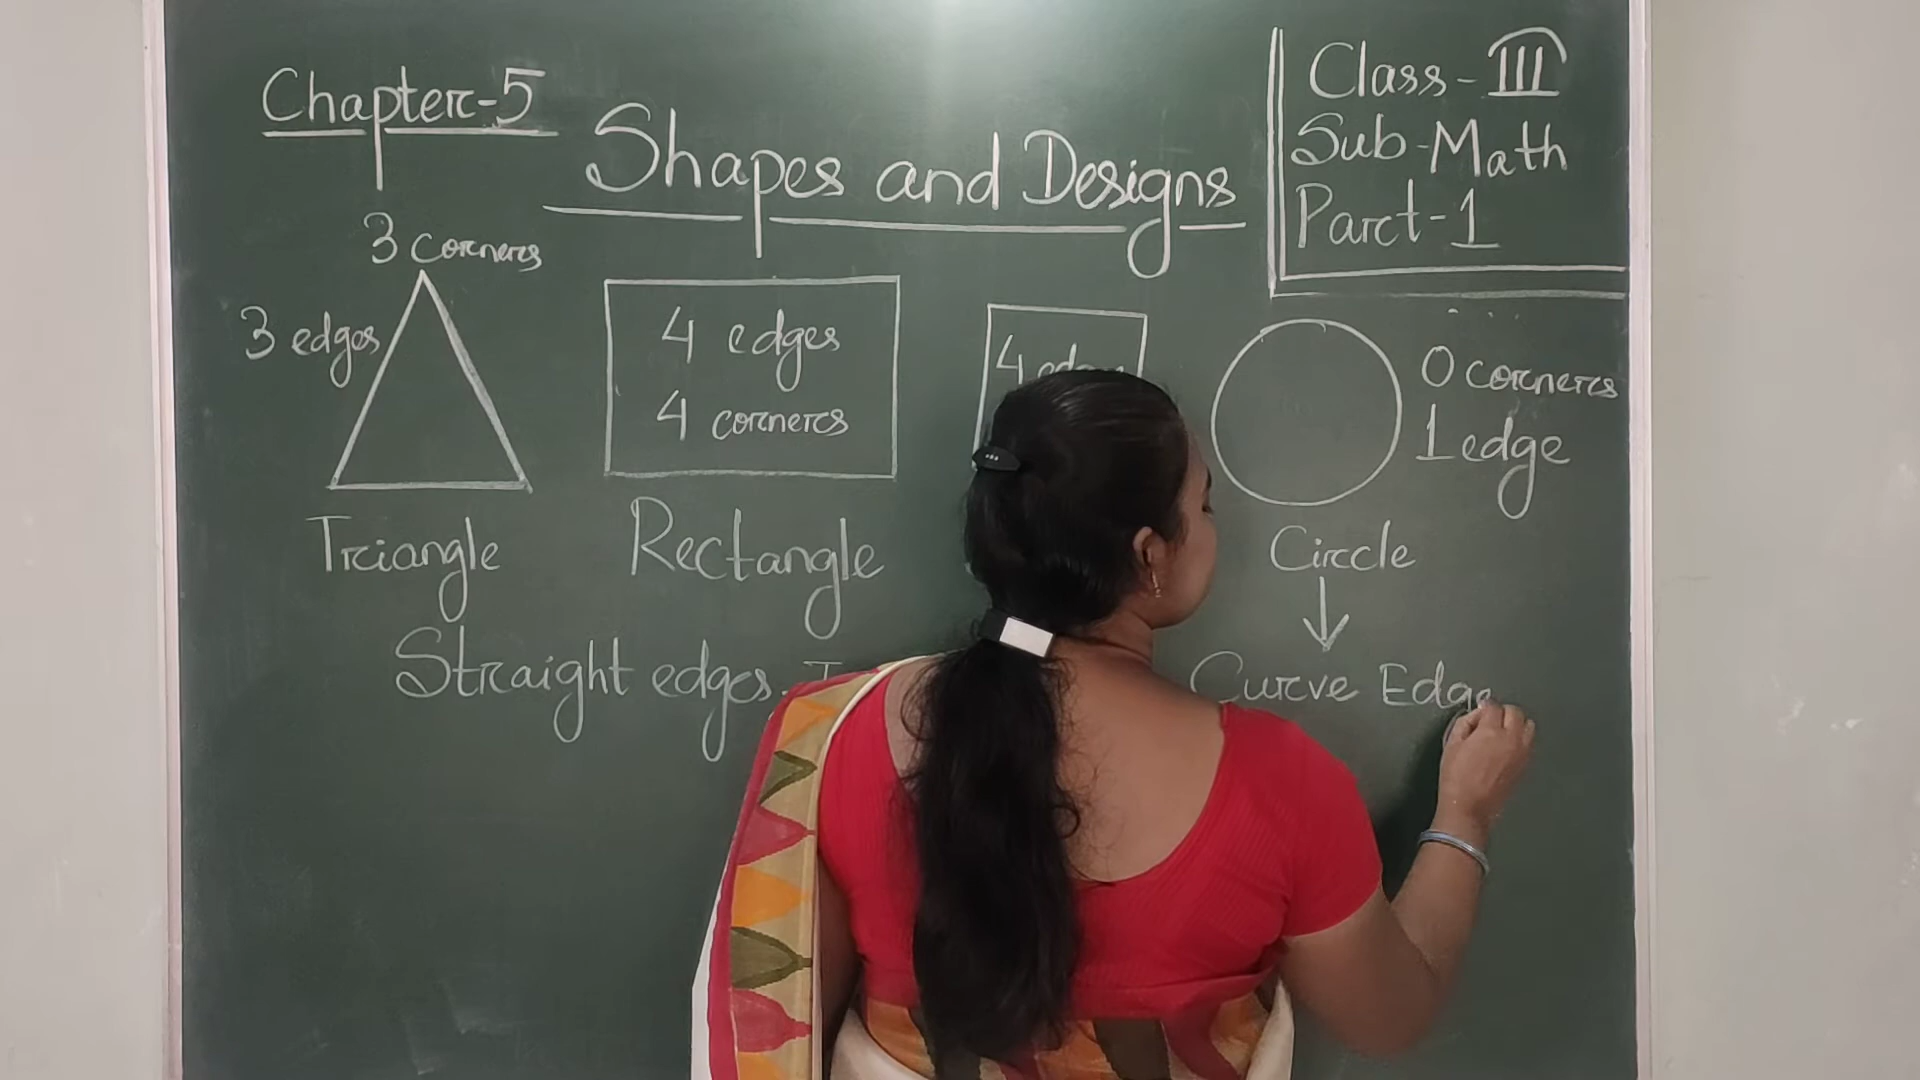 Chapter-5
Shapes and Designs
Class-III
Sub-Math
Part-1
3 corners
3 edges
Triangle
4 edges
4 corners
Rectangle
4
0 corners
1 edge
Circle
Straight edges
Curve Edge